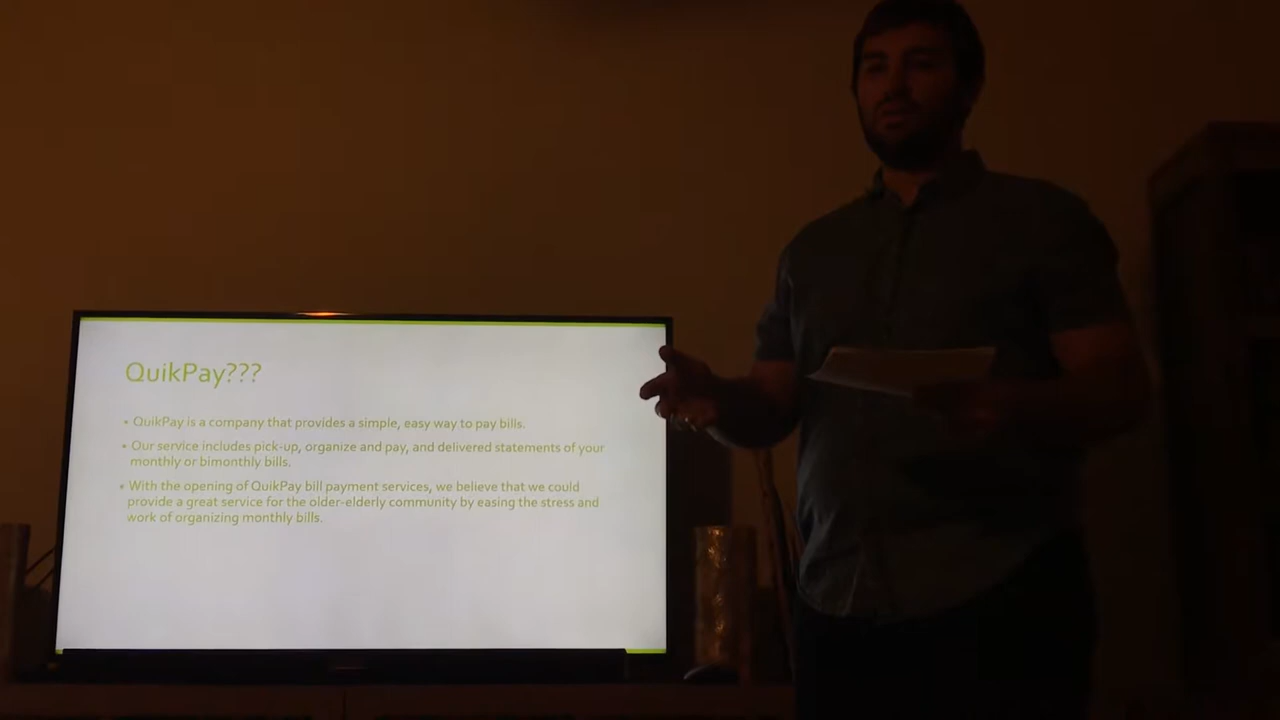 QuikPay???
• QuikPay is a company that provides a simple, easy way to pay bills.
• Our service includes pick-up, organize and pay, and delivered statements of your
monthly or bimonthly bills.
• With the opening of QuikPay bill payment services, we believe that we could
provide a great service for the older-elderly community by easing the stress and
work of organizing monthly bills.